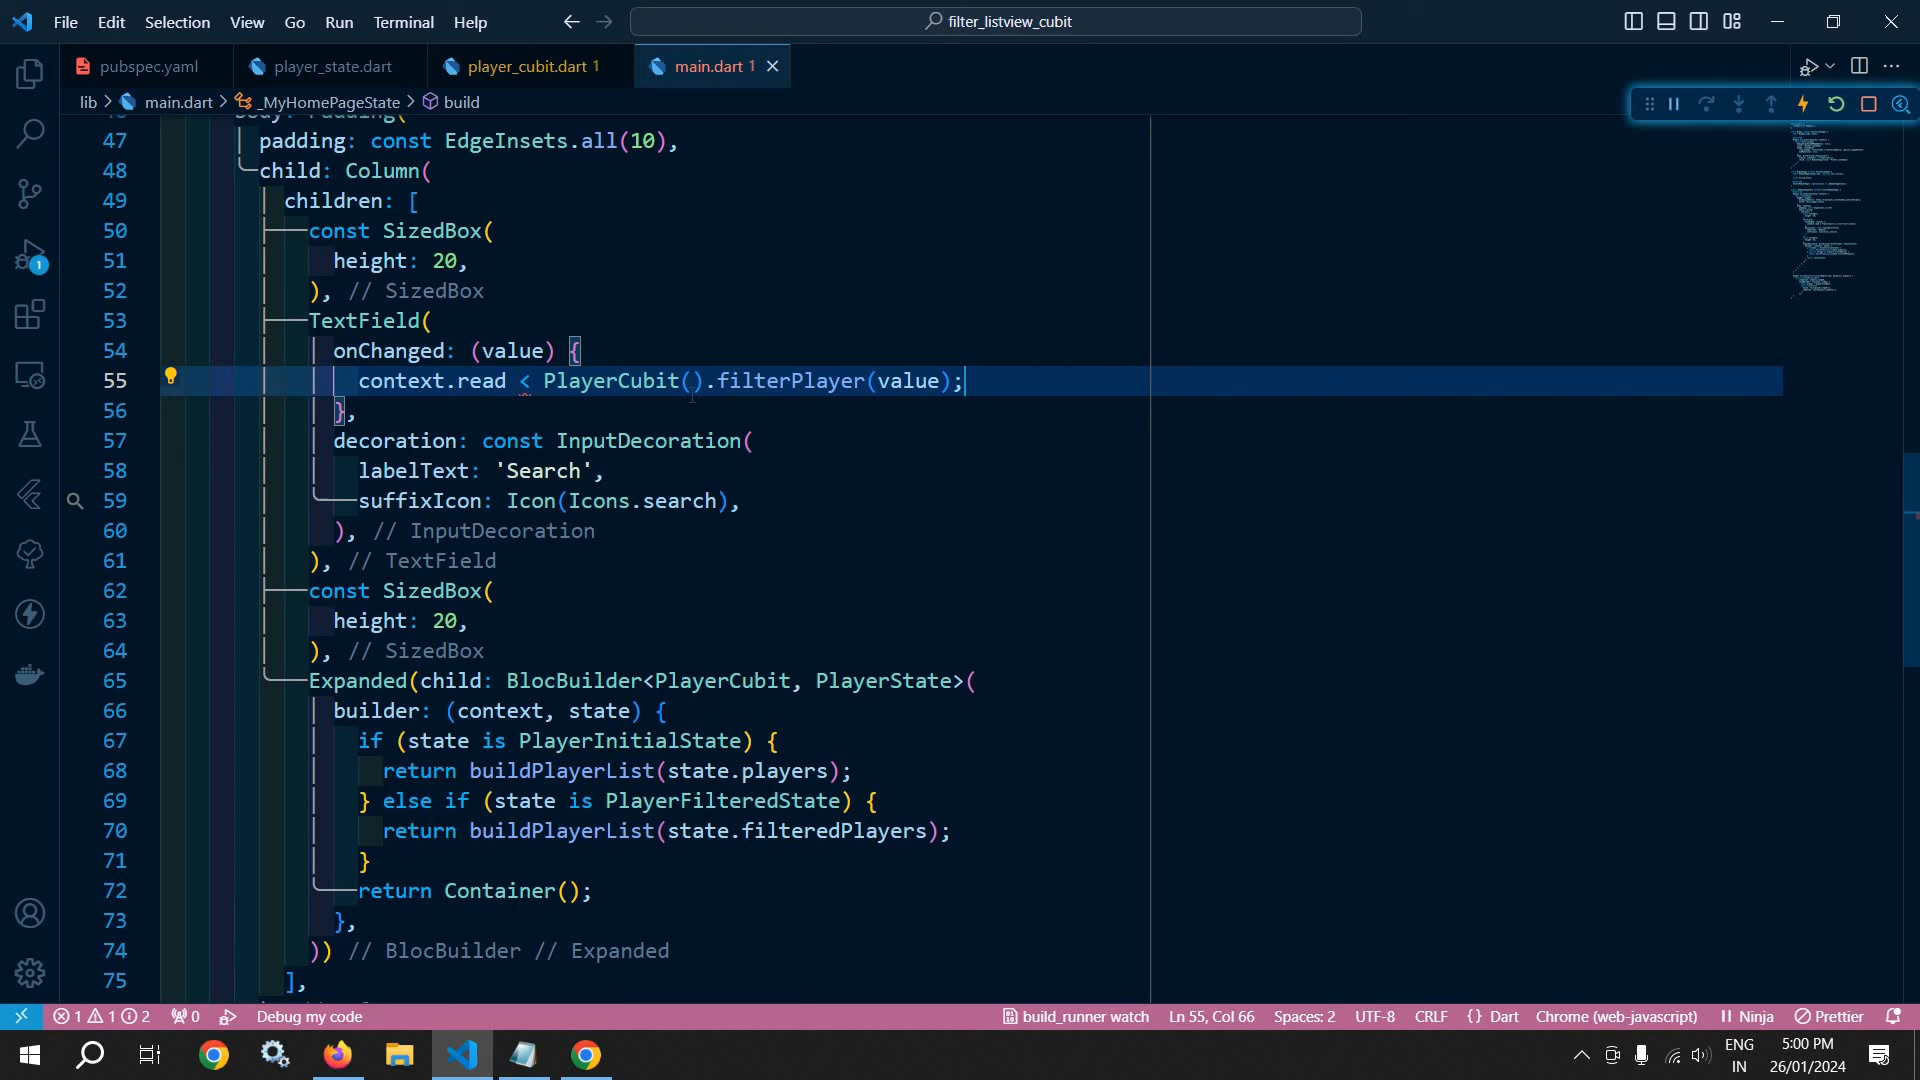 File Edit Selection View Go Run Terminal Help
filter_listview_cubit
pubspec.yaml
player_state.dart
player_cubit.dart 1
main.dart 1
lib > main.dart > _MyHomePageState > build
47 padding: const EdgeInsets.all(10),
48 child: Column(
49 children: [
50 const SizedBox(
51 height: 20,
52 ), // SizedBox
53 TextField(
54 onChanged: (value) {
55 context.read < PlayerCubit().filterPlayer(value);
56 },
57 decoration: const InputDecoration(
58 labelText: 'Search',
59 suffixIcon: Icon(Icons.search),
60 ), // InputDecoration
61 ), // TextField
62 const SizedBox(
63 height: 20,
64 ), // SizedBox
65 Expanded(child: BlocBuilder<PlayerCubit, PlayerState>(
66 builder: (context, state) {
67 if (state is PlayerInitialState) {
68 return buildPlayerList(state.players);
69 } else if (state is PlayerFilteredState) {
70 return buildPlayerList(state.filteredPlayers);
71 }
72 return Container();
73 },
74 )) // BlocBuilder // Expanded
75 ],
1
1 1 2 0 Debug my code
build_runner watch Ln 55, Col 66 Spaces: 2 UTF-8 CRLF {} Dart Chrome (web-javascript) Ninja Prettier
ENG
IN
5:00 PM
26/01/2024